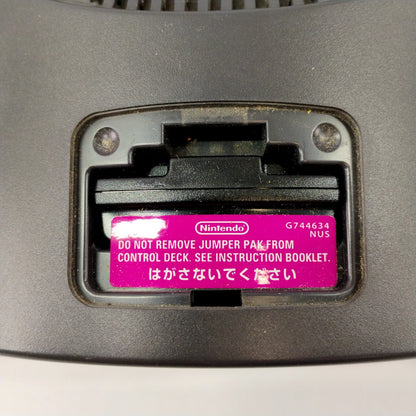 Nintendo
G744634
NUS
DO NOT REMOVE JUMPER PAK FROM
CONTROL DECK. SEE INSTRUCTION BOOKLET.
はがさないでください